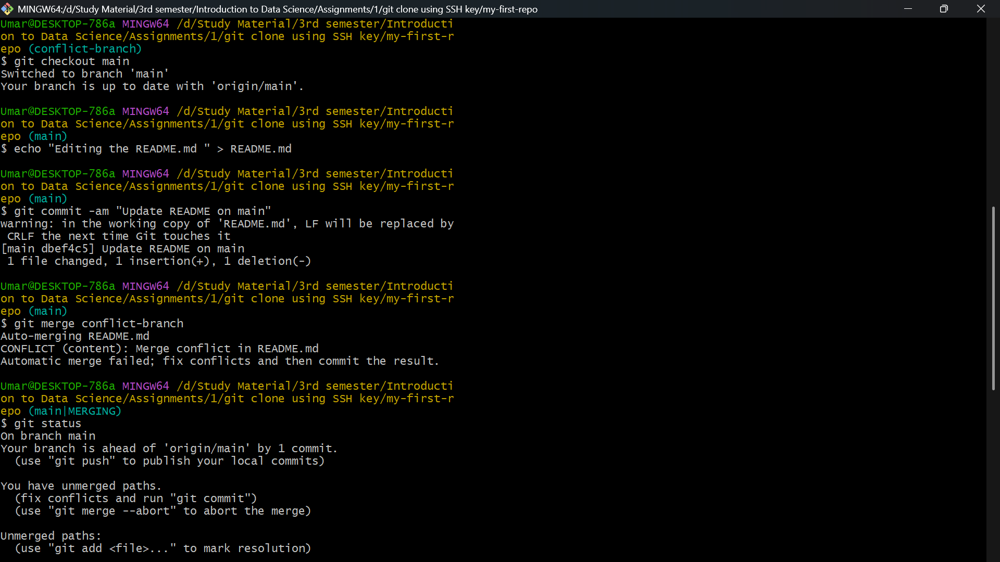 MINGW64:/d/Study Material/3rd semester/Introduction to Data Science/Assignments/1/git clone using SSH key/my-first-repo
Umar@DESKTOP-786a MINGW64 /d/Study Material/3rd semester/Introducti
on to Data Science/Assignments/1/git clone using SSH key/my-first-r
epo (conflict-branch)
$ git checkout main
Switched to branch 'main'
Your branch is up to date with 'origin/main'.
Umar@DESKTOP-786a MINGW64 /d/Study Material/3rd semester/Introducti
on to Data Science/Assignments/1/git clone using SSH key/my-first-r
epo (main)
$ echo "Editing the README.md " > README.md
Umar@DESKTOP-786a MINGW64 /d/Study Material/3rd semester/Introducti
on to Data Science/Assignments/1/git clone using SSH key/my-first-r
epo (main)
$ git commit -am "Update README on main"
warning: in the working copy of 'README.md', LF will be replaced by
 CRLF the next time Git touches it
[main dbef4c5] Update README on main
 1 file changed, 1 insertion(+), 1 deletion(-)
Umar@DESKTOP-786a MINGW64 /d/Study Material/3rd semester/Introducti
on to Data Science/Assignments/1/git clone using SSH key/my-first-r
epo (main)
$ git merge conflict-branch
Auto-merging README.md
CONFLICT (content): Merge conflict in README.md
Automatic merge failed; fix conflicts and then commit the result.
Umar@DESKTOP-786a MINGW64 /d/Study Material/3rd semester/Introducti
on to Data Science/Assignments/1/git clone using SSH key/my-first-r
epo (main|MERGING)
$ git status
On branch main
Your branch is ahead of 'origin/main' by 1 commit.
  (use "git push" to publish your local commits)
You have unmerged paths.
  (fix conflicts and run "git commit")
  (use "git merge --abort" to abort the merge)
Unmerged paths:
  (use "git add <file>..." to mark resolution)